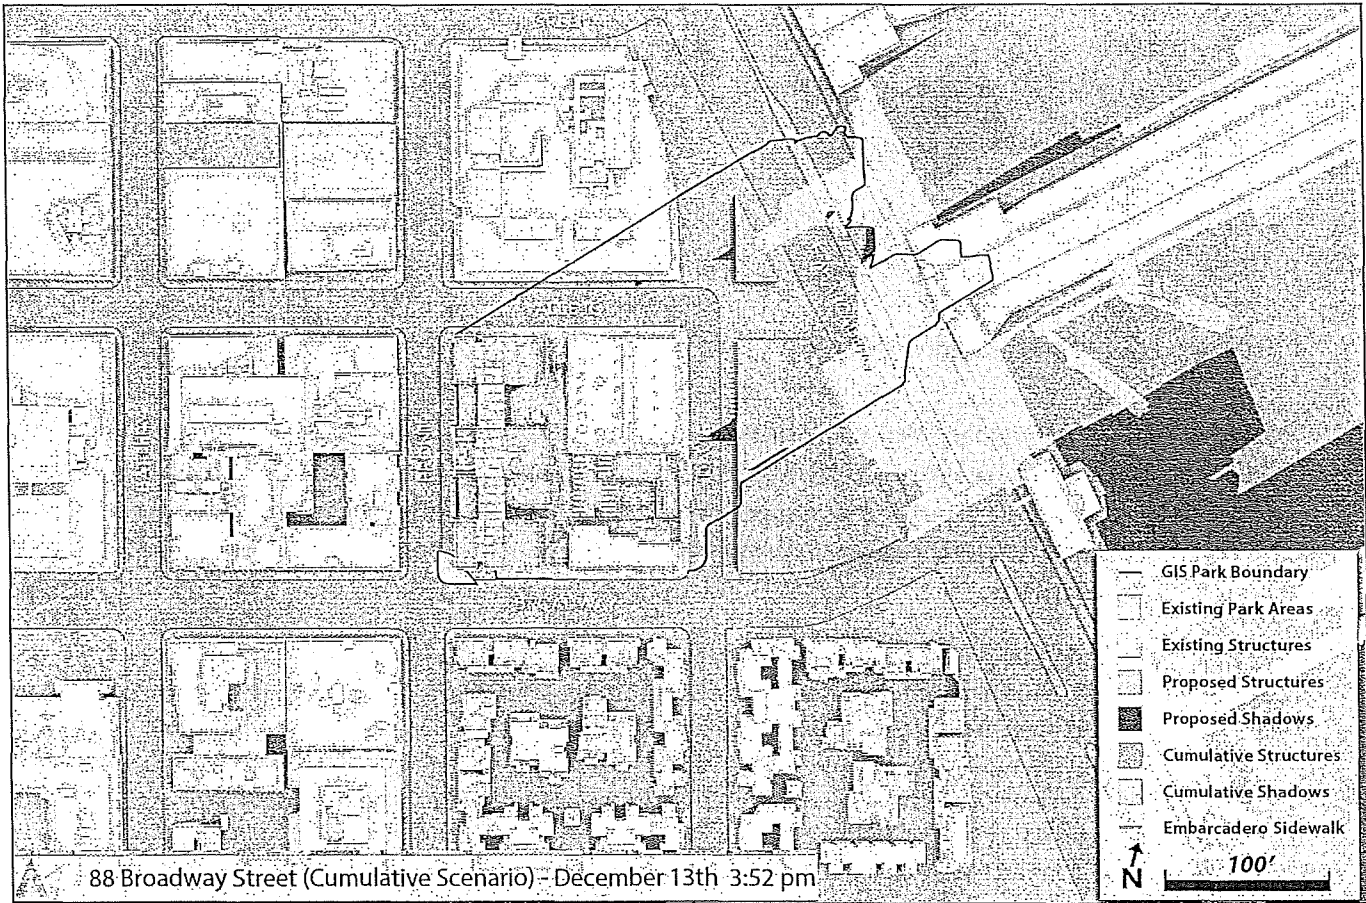 GIS Park Boundary
Existing Park Areas
Existing Structures
Proposed Structures
Proposed Shadows
Cumulative Structures
Cumulative Shadows
Embarcadero Sidewalk
N
100'
88 Broadway Street (Cumulative Scenario) - December 13th 3:52 pm